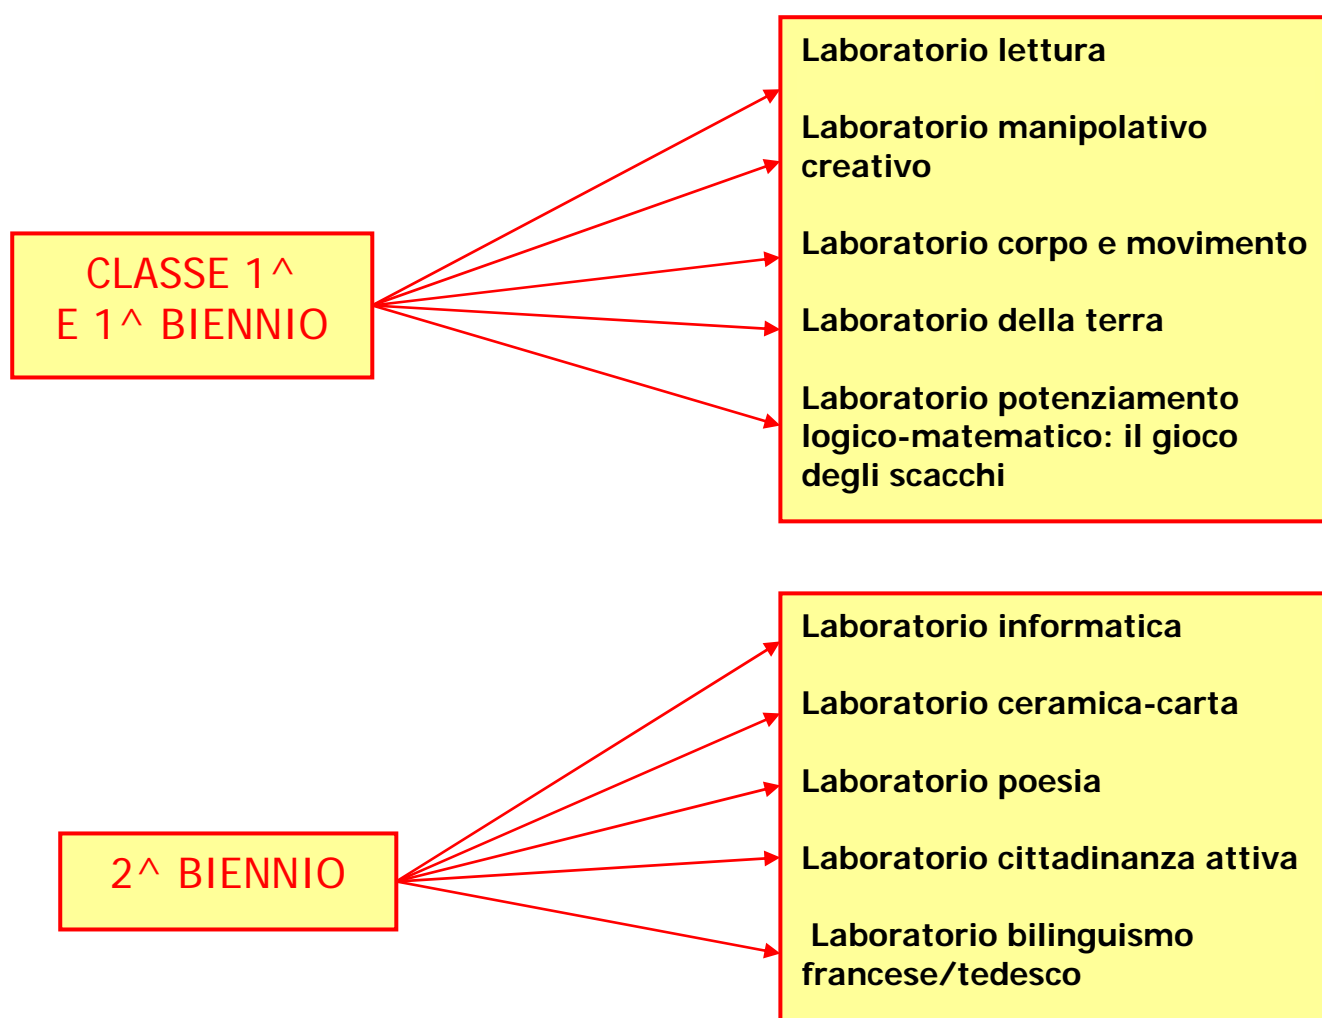 CLASSE 1^
E 1^ BIENNIO
Laboratorio lettura
Laboratorio manipolativo
creativo
Laboratorio corpo e movimento
Laboratorio della terra
Laboratorio potenziamento
logico-matematico: il gioco
degli scacchi
2^ BIENNIO
Laboratorio informatica
Laboratorio ceramica-carta
Laboratorio poesia
Laboratorio cittadinanza attiva
Laboratorio bilinguismo
francese/tedesco